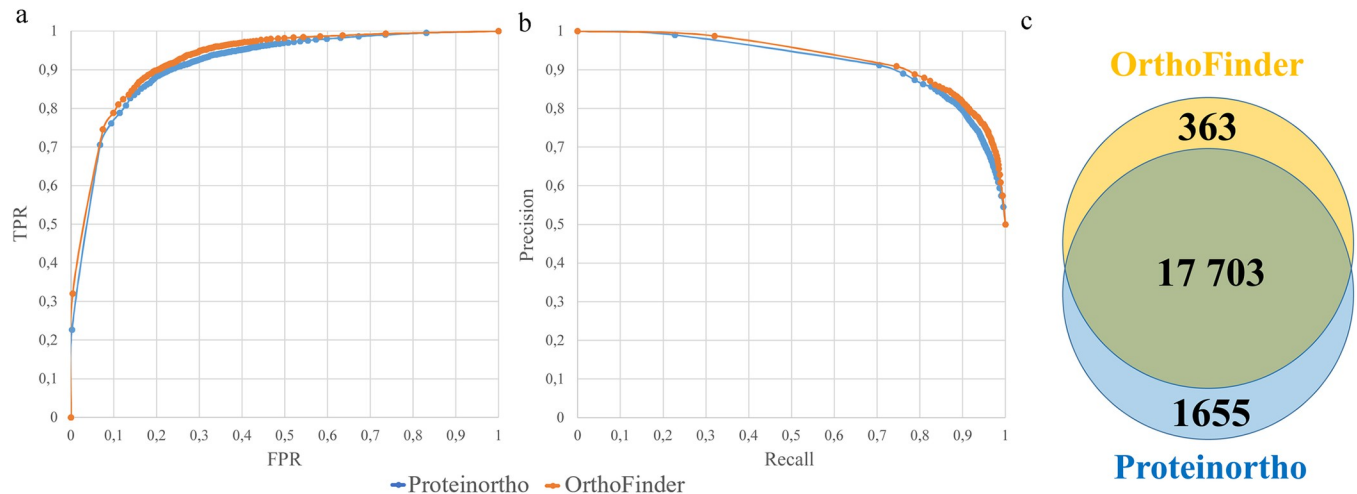 a
TPR
1
0,9
0,8
0,7
0,6
0,5
0,4
0,3
0,2
0,1
0
0 0,1 0,2 0,3 0,4 0,5 0,6 0,7 0,8 0,9 1
FPR
b
Precision
1
0,9
0,8
0,7
0,6
0,5
0,4
0,3
0,2
0,1
0
0 0,1 0,2 0,3 0,4 0,5 0,6 0,7 0,8 0,9 1
Recall
Proteinortho OrthoFinder
c
OrthoFinder
363
17 703
1655
Proteinortho